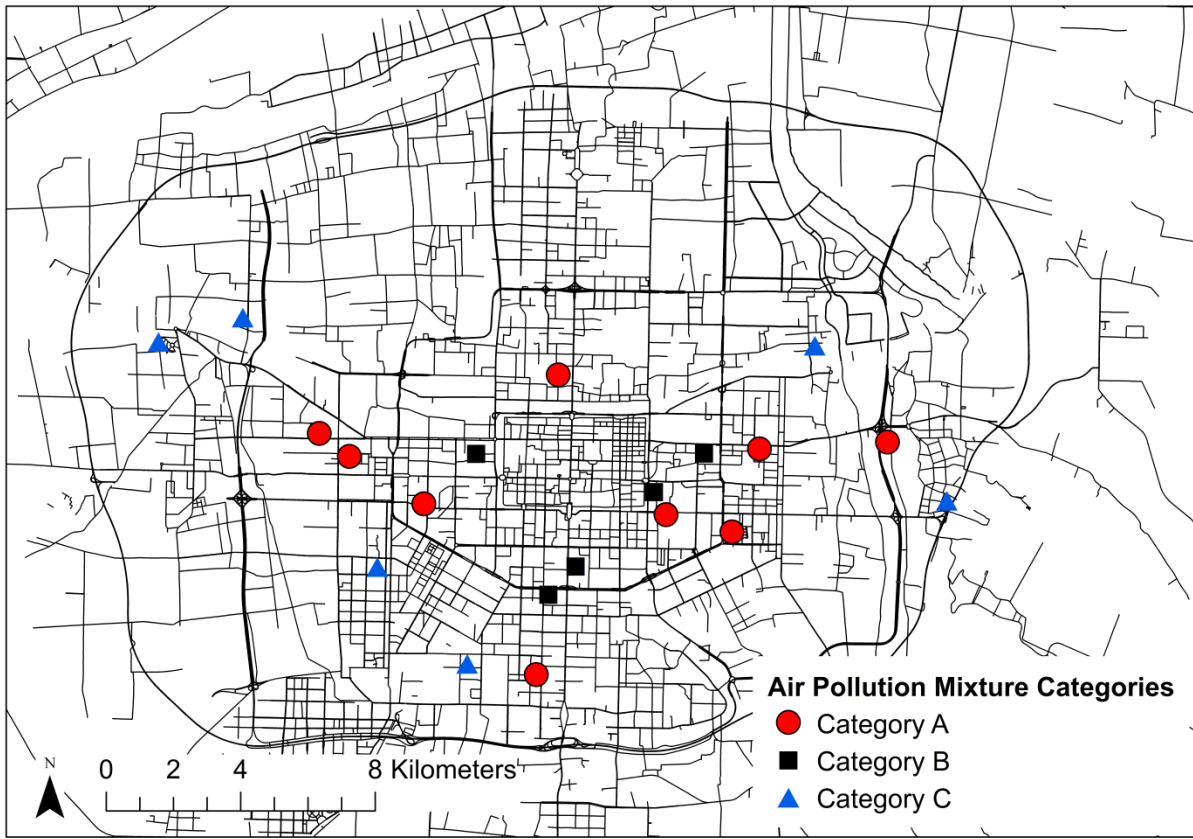 Air Pollution Mixture Categories
Category A
Category B
Category C
N
0 2 4 8 Kilometers